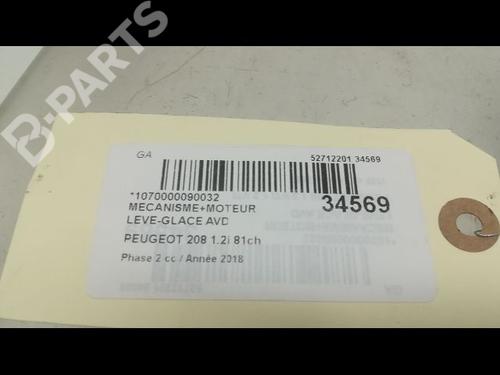 B-PARTS
GA
52712201 34569
*1070000090032
34569
MECANISME+MOTEUR
LEVE-GLACE AVD
PEUGEOT 208 1.2i 81ch
Phase 2 cc / Année 2018